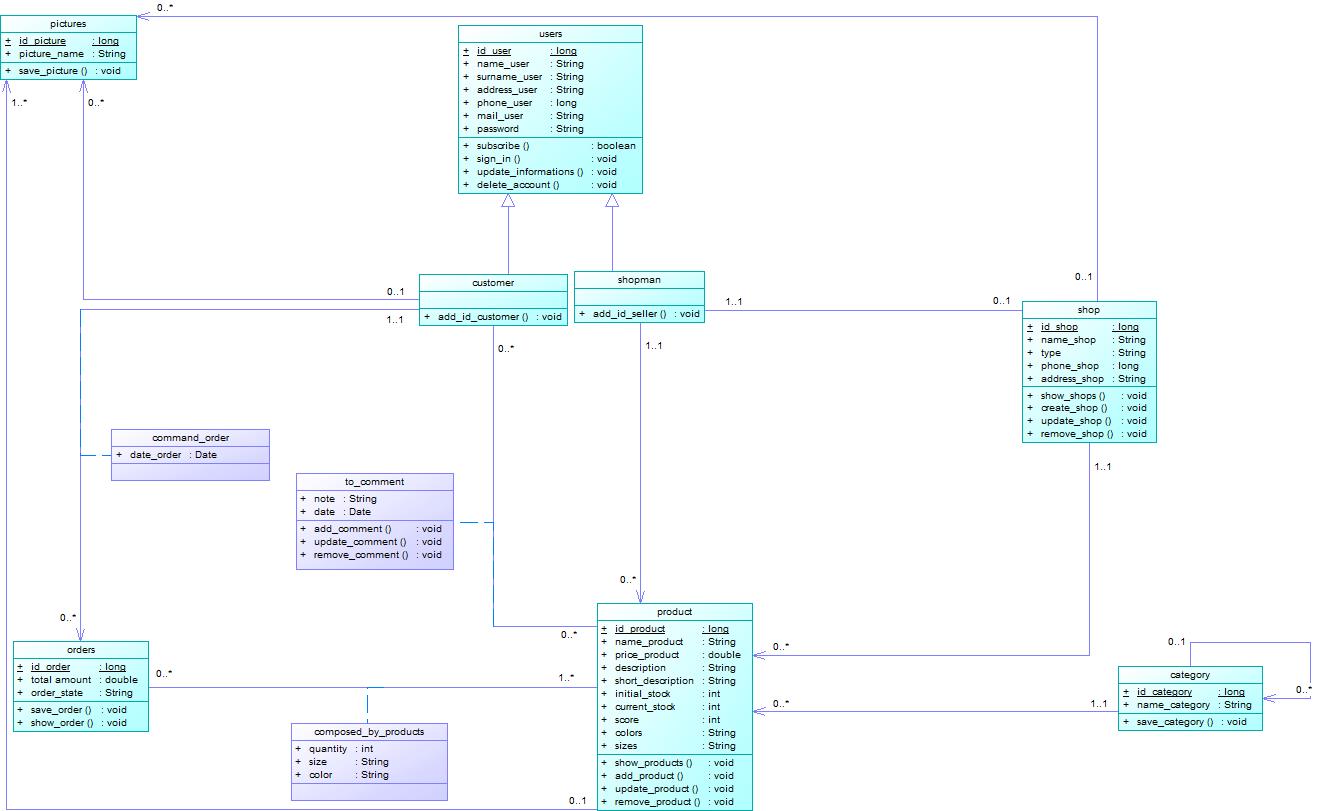 0..*
pictures
+ id_picture : long
+ picture_name : String
+ save_picture () : void
1..*
0..*
users
+ id_user : long
+ name_user : String
+ surname_user : String
+ address_user : String
+ phone_user : long
+ mail_user : String
+ password : String
+ subscribe () : boolean
+ sign_in () : void
+ update_informations () : void
+ delete_account () : void
0..1
customer
+ add_id_customer () : void
0..1
1..1
0..*
shopman
+ add_id_seller () : void
1..1
0..1
1..1
shop
+ id_shop : long
+ name_shop : String
+ type : String
+ phone_shop : long
+ address_shop : String
+ show_shops () : void
+ create_shop () : void
+ update_shop () : void
+ remove_shop () : void
1..1
command_order
+ date_order : Date
to_comment
+ note : String
+ date : Date
+ add_comment () : void
+ update_comment () : void
+ remove_comment () : void
0..*
0..*
0..*
orders
+ id_order : long
+ total amount : double
+ order_state : String
+ save_order () : void
+ show_order () : void
0..*
1..*
composed_by_products
+ quantity : int
+ size : String
+ color : String
0..1
product
+ id_product : long
+ name_product : String
+ price_product : double
+ description : String
+ short_description : String
+ initial_stock : int
+ current_stock : int
+ score : int
+ colors : String
+ sizes : String
+ show_products () : void
+ add_product () : void
+ update_product () : void
+ remove_product () : void
0..*
0..*
1..1
0..1
0..*
category
+ id_category : long
+ name_category : String
+ save_category () : void